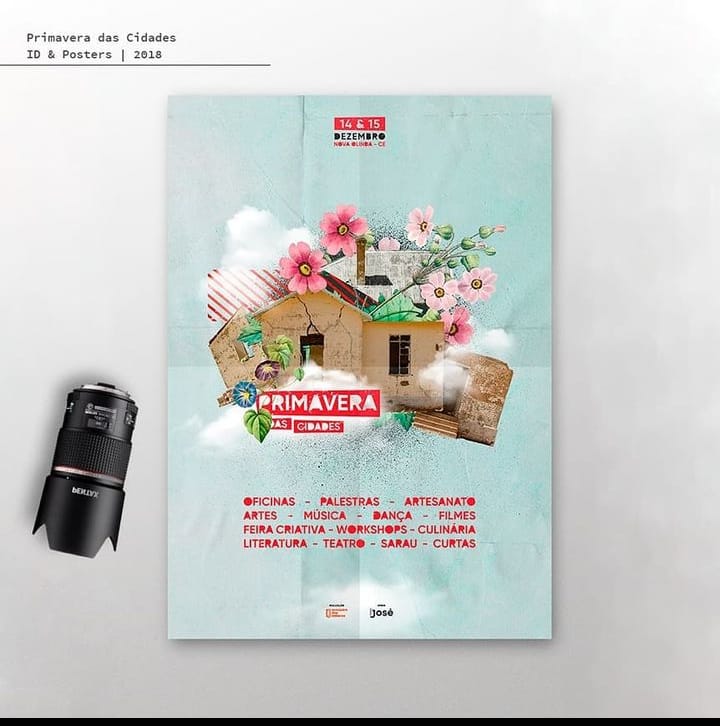 Primavera das Cidades
ID & Posters | 2018
14 & 15
DEZEMBRO
NOVA OLINDA - CE
PRIMAVERA
DAS CIDADES
OFICINAS - PALESTRAS - ARTESANATO
ARTES - MÚSICA - DANÇA - FILMES
FEIRA CRIATIVA - WORKSHOPS - CULINÁRIA
LITERATURA - TEATRO - SARAU - CURTAS
José
PENTAX